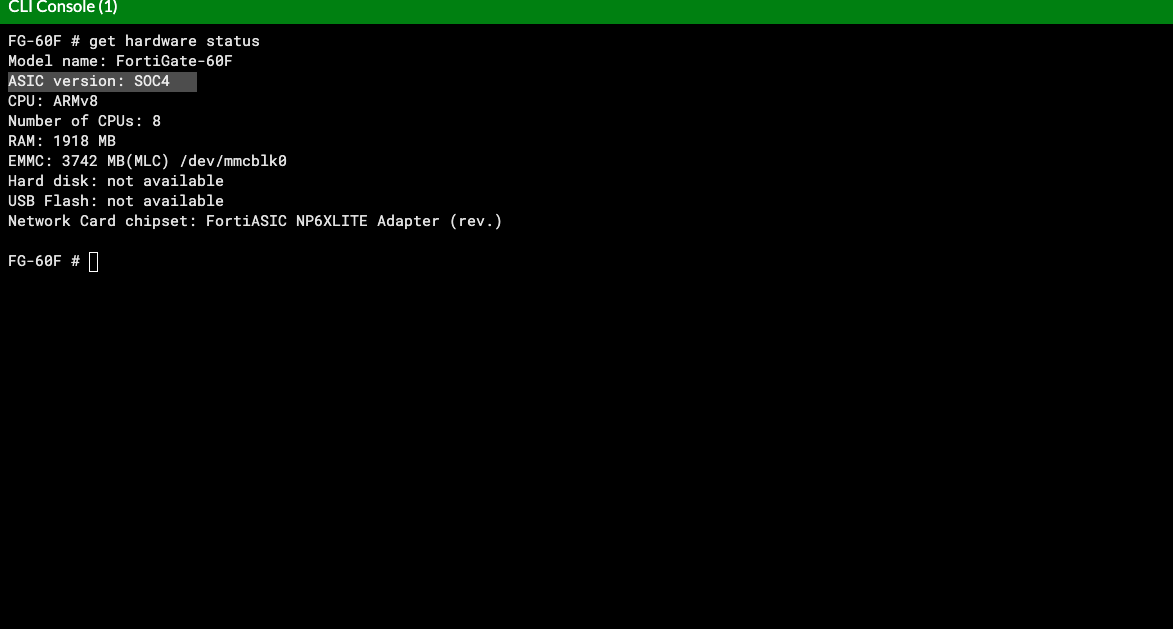 CLI Console (1)
FG-60F # get hardware status
Model name: FortiGate-60F
ASIC version: SOC4
CPU: ARMv8
Number of CPUs: 8
RAM: 1918 MB
EMMC: 3742 MB(MLC) /dev/mmcblk0
Hard disk: not available
USB Flash: not available
Network Card chipset: FortiASIC NP6XLITE Adapter (rev.)
FG-60F #